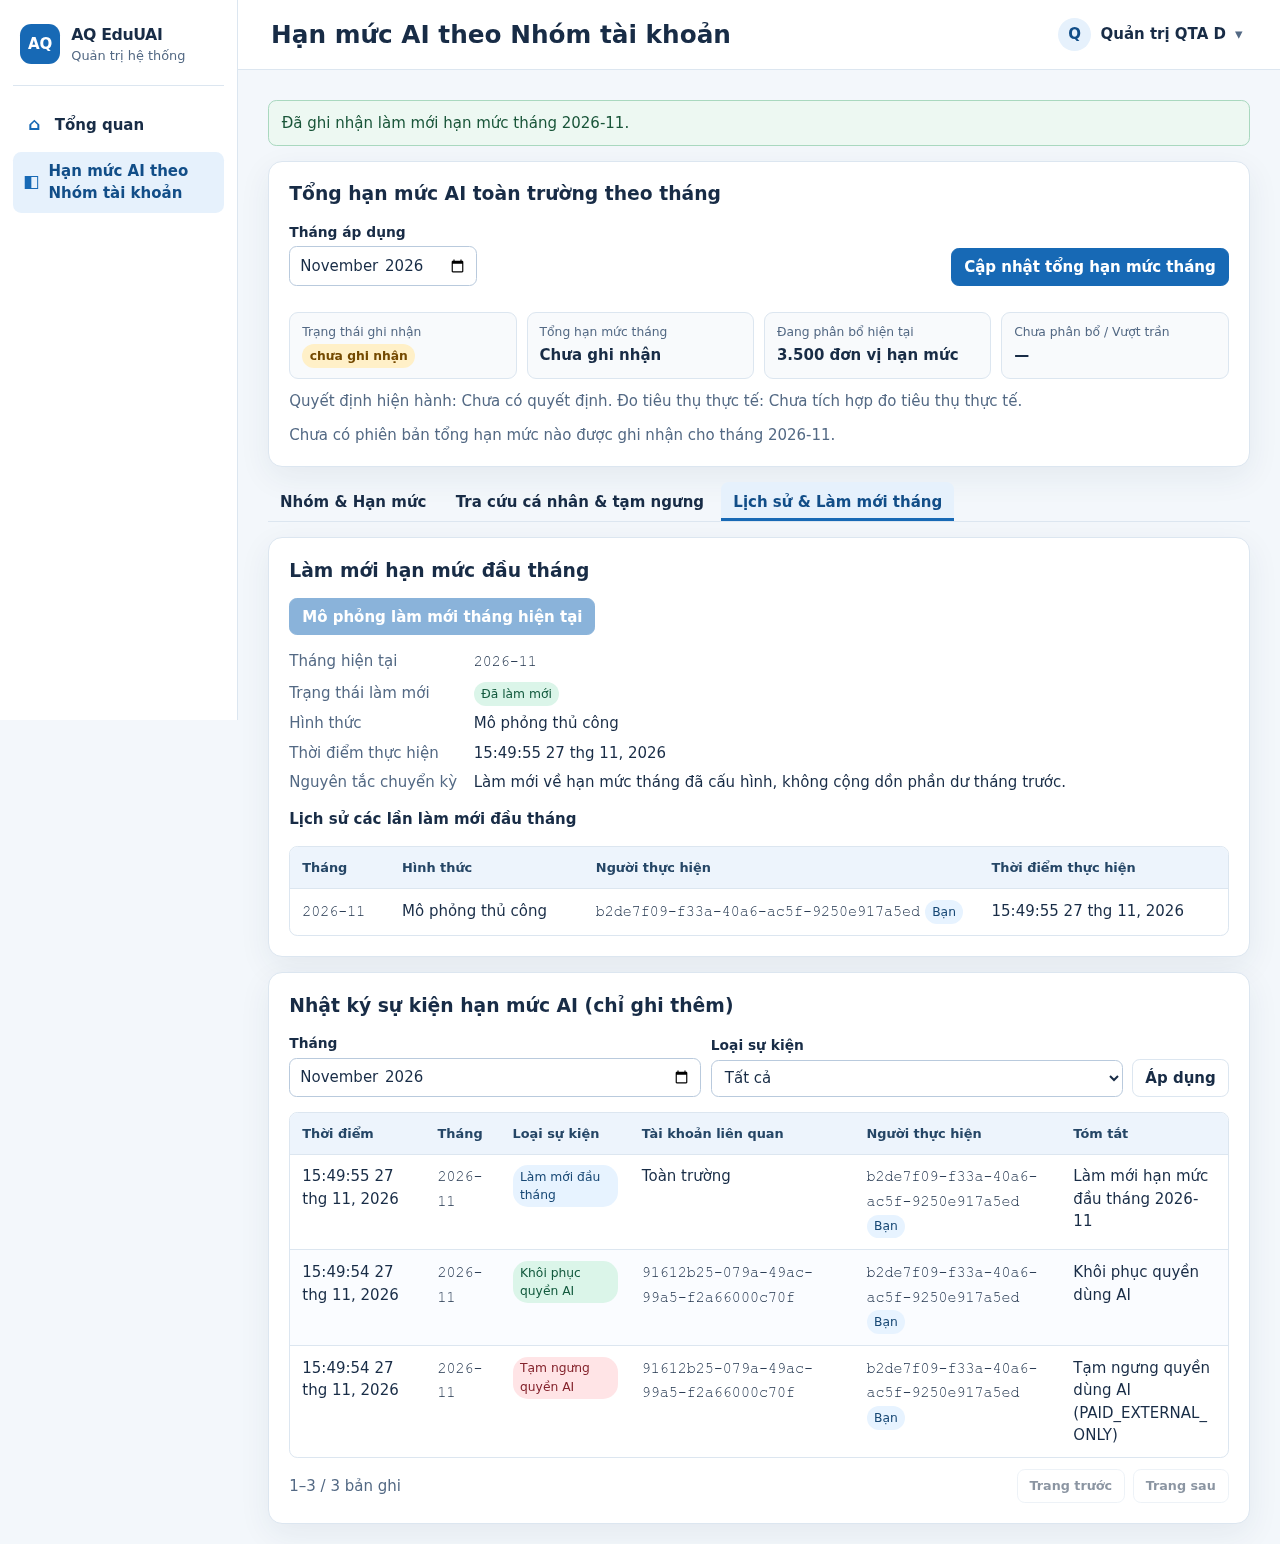 AQ
AQ EduUAI
Quản trị hệ thống
Tổng quan
Hạn mức AI theo
Nhóm tài khoản
Hạn mức AI theo Nhóm tài khoản
Q
Quản trị QTA D
Đã ghi nhận làm mới hạn mức tháng 2026-11.
Tổng hạn mức AI toàn trường theo tháng
Tháng áp dụng
November 2026
Cập nhật tổng hạn mức tháng
Trạng thái ghi nhận
chưa ghi nhận
Tổng hạn mức tháng
Chưa ghi nhận
Đang phân bổ hiện tại
3.500 đơn vị hạn mức
Chưa phân bổ / Vượt trần
—
Quyết định hiện hành: Chưa có quyết định. Đo tiêu thụ thực tế: Chưa tích hợp đo tiêu thụ thực tế.
Chưa có phiên bản tổng hạn mức nào được ghi nhận cho tháng 2026-11.
Nhóm & Hạn mức
Tra cứu cá nhân & tạm ngưng
Lịch sử & Làm mới tháng
Làm mới hạn mức đầu tháng
Mô phỏng làm mới tháng hiện tại
Tháng hiện tại 2026-11
Trạng thái làm mới Đã làm mới
Hình thức Mô phỏng thủ công
Thời điểm thực hiện 15:49:55 27 thg 11, 2026
Nguyên tắc chuyển kỳ Làm mới về hạn mức tháng đã cấu hình, không cộng dồn phần dư tháng trước.
Lịch sử các lần làm mới đầu tháng
Tháng Hình thức Người thực hiện Thời điểm thực hiện
2026-11 Mô phỏng thủ công b2de7f09-f33a-40a6-ac5f-9250e917a5ed Bạn 15:49:55 27 thg 11, 2026
Nhật ký sự kiện hạn mức AI (chỉ ghi thêm)
Tháng
November 2026
Loại sự kiện
Tất cả
Áp dụng
Thời điểm Tháng Loại sự kiện Tài khoản liên quan Người thực hiện Tóm tắt
15:49:55 27
thg 11, 2026
2026-
11
Làm mới đầu
tháng
Toàn trường
b2de7f09-f33a-40a6-
ac5f-9250e917a5ed
Bạn
Làm mới hạn mức
đầu tháng 2026-
11
15:49:54 27
thg 11, 2026
2026-
11
Khôi phục
quyền AI
91612b25-079a-49ac-
99a5-f2a66000c70f
b2de7f09-f33a-40a6-
ac5f-9250e917a5ed
Bạn
Khôi phục quyền
dùng AI
15:49:54 27
thg 11, 2026
2026-
11
Tạm ngưng
quyền AI
91612b25-079a-49ac-
99a5-f2a66000c70f
b2de7f09-f33a-40a6-
ac5f-9250e917a5ed
Bạn
Tạm ngưng quyền
dùng AI
(PAID_EXTERNAL_
ONLY)
1–3 / 3 bản ghi
Trang trước
Trang sau